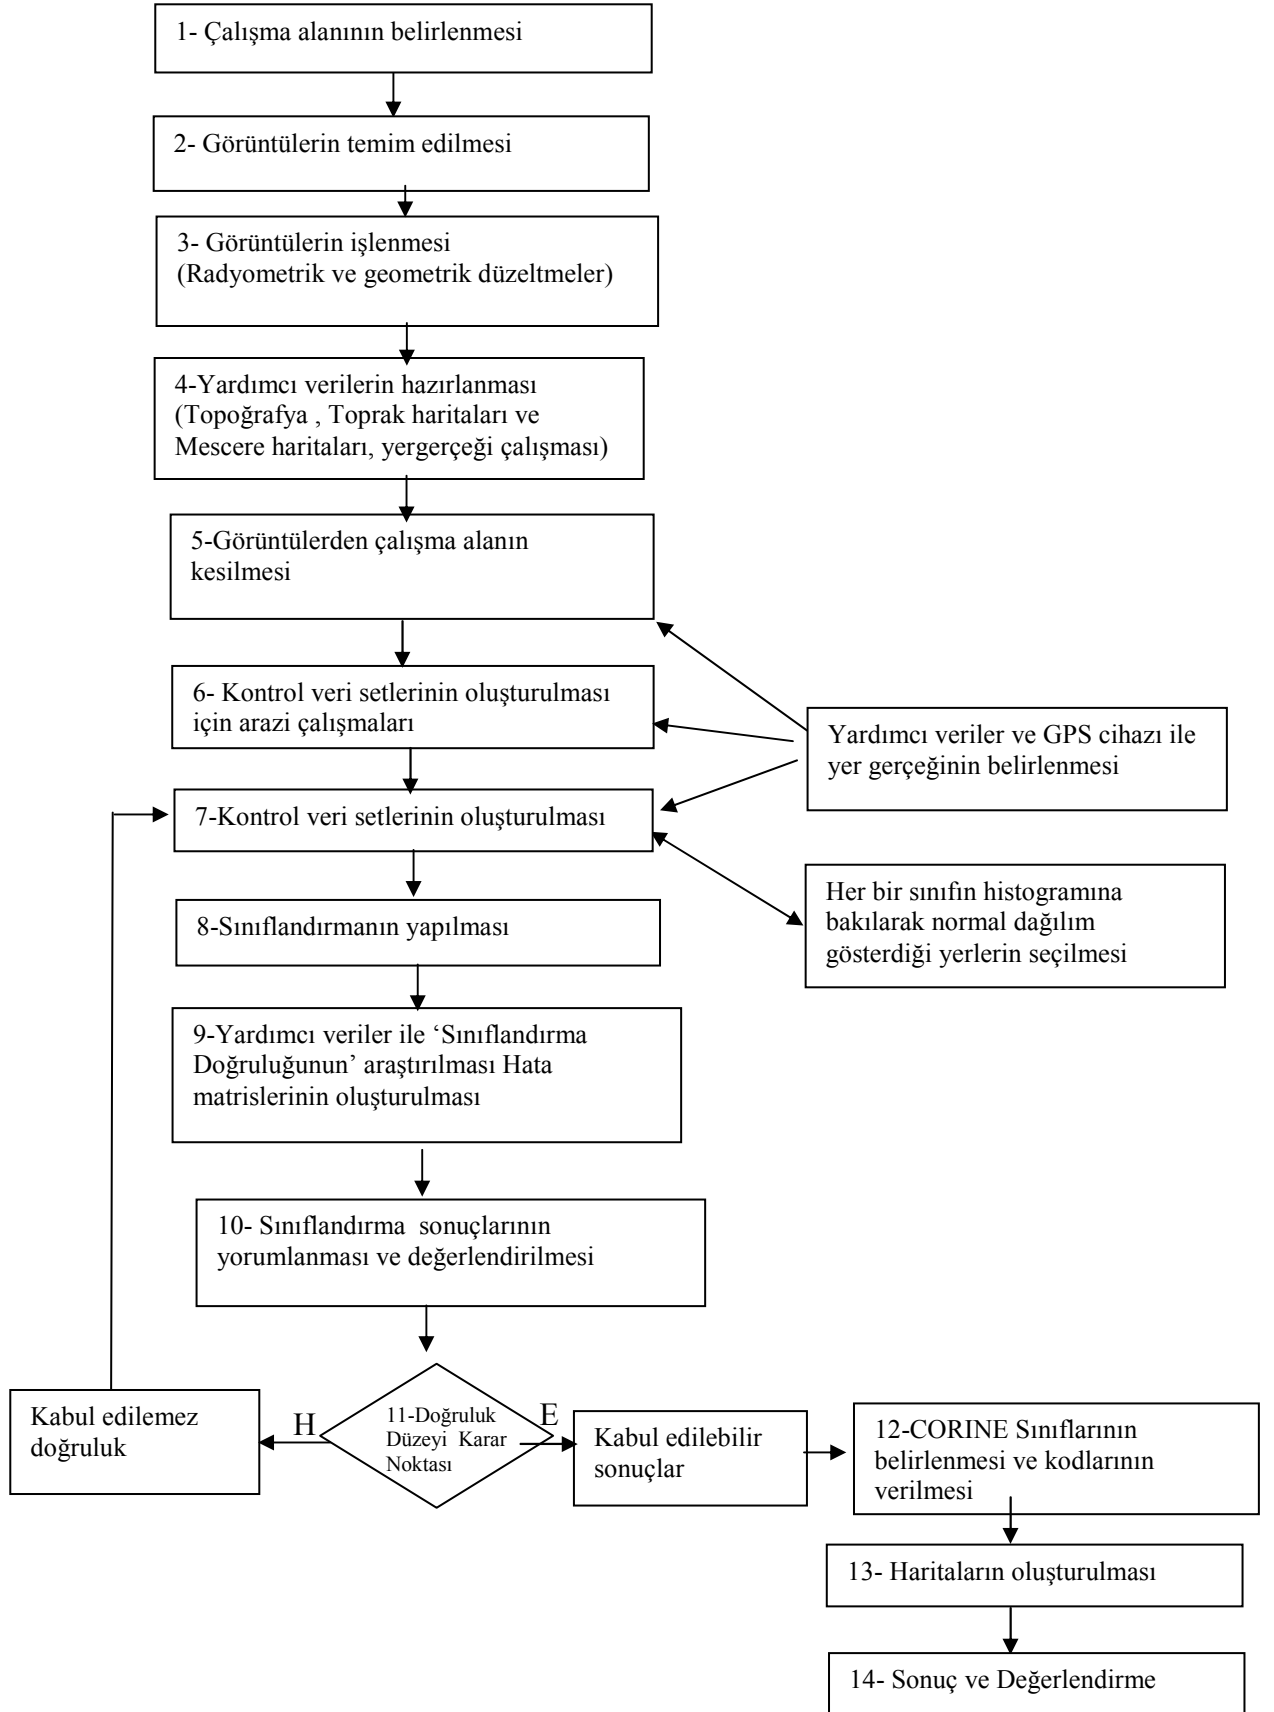 1- Çalışma alanının belirlenmesi
2- Görüntülerin temim edilmesi
3- Görüntülerin işlenmesi
(Radyometrik ve geometrik düzeltmeler)
4-Yardımcı verilerin hazırlanması
(Topoğrafya , Toprak haritaları ve
Mescere haritaları, yergerçeği çalışması)
5-Görüntülerden çalışma alanın
kesilmesi
6- Kontrol veri setlerinin oluşturulması
için arazi çalışmaları
Yardımcı veriler ve GPS cihazı ile
yer gerçeğinin belirlenmesi
7-Kontrol veri setlerinin oluşturulması
Her bir sınıfın histogramına
bakılarak normal dağılım
gösterdiği yerlerin seçilmesi
8-Sınıflandırmanın yapılması
9-Yardımcı veriler ile ‘Sınıflandırma
Doğruluğunun’ araştırılması Hata
matrislerinin oluşturulması
10- Sınıflandırma sonuçlarının
yorumlanması ve değerlendirilmesi
Kabul edilemez
doğruluk
H
11-Doğruluk
Düzeyi Karar
Noktası
E
Kabul edilebilir
sonuçlar
12-CORINE Sınıflarının
belirlenmesi ve kodlarının
verilmesi
13- Haritaların oluşturulması
14- Sonuç ve Değerlendirme